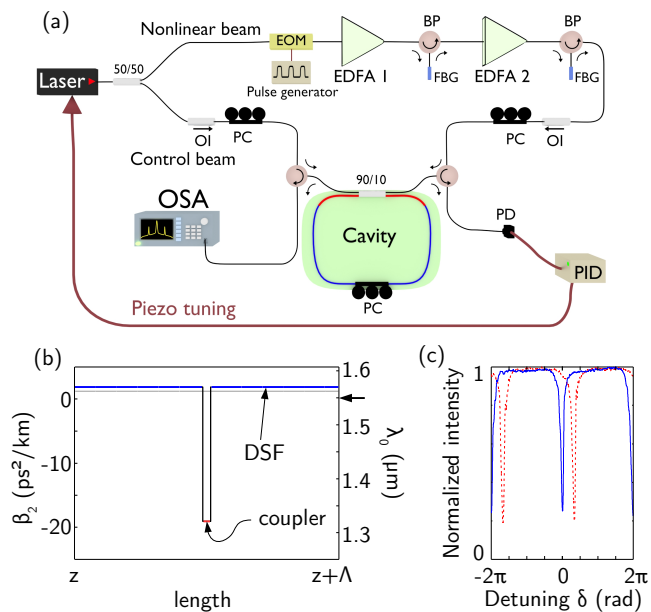 (a)
Nonlinear beam
BP
BP
EOM
50/50
Laser
EDFA 1
EDFA 2
FBG
FBG
Pulse generator
OI
PC
PC
OI
Control beam
90/10
OSA
PD
Cavity
PID
PC
Piezo tuning
(b)
(c)
β₂ (ps²/km)
0
-10
-20
DSF
coupler
z
z+Λ
length
1.6
1.5
1.4
1.3
λ₀ (μm)
Normalized intensity
1
0
-2π
0
2π
Detuning δ (rad)